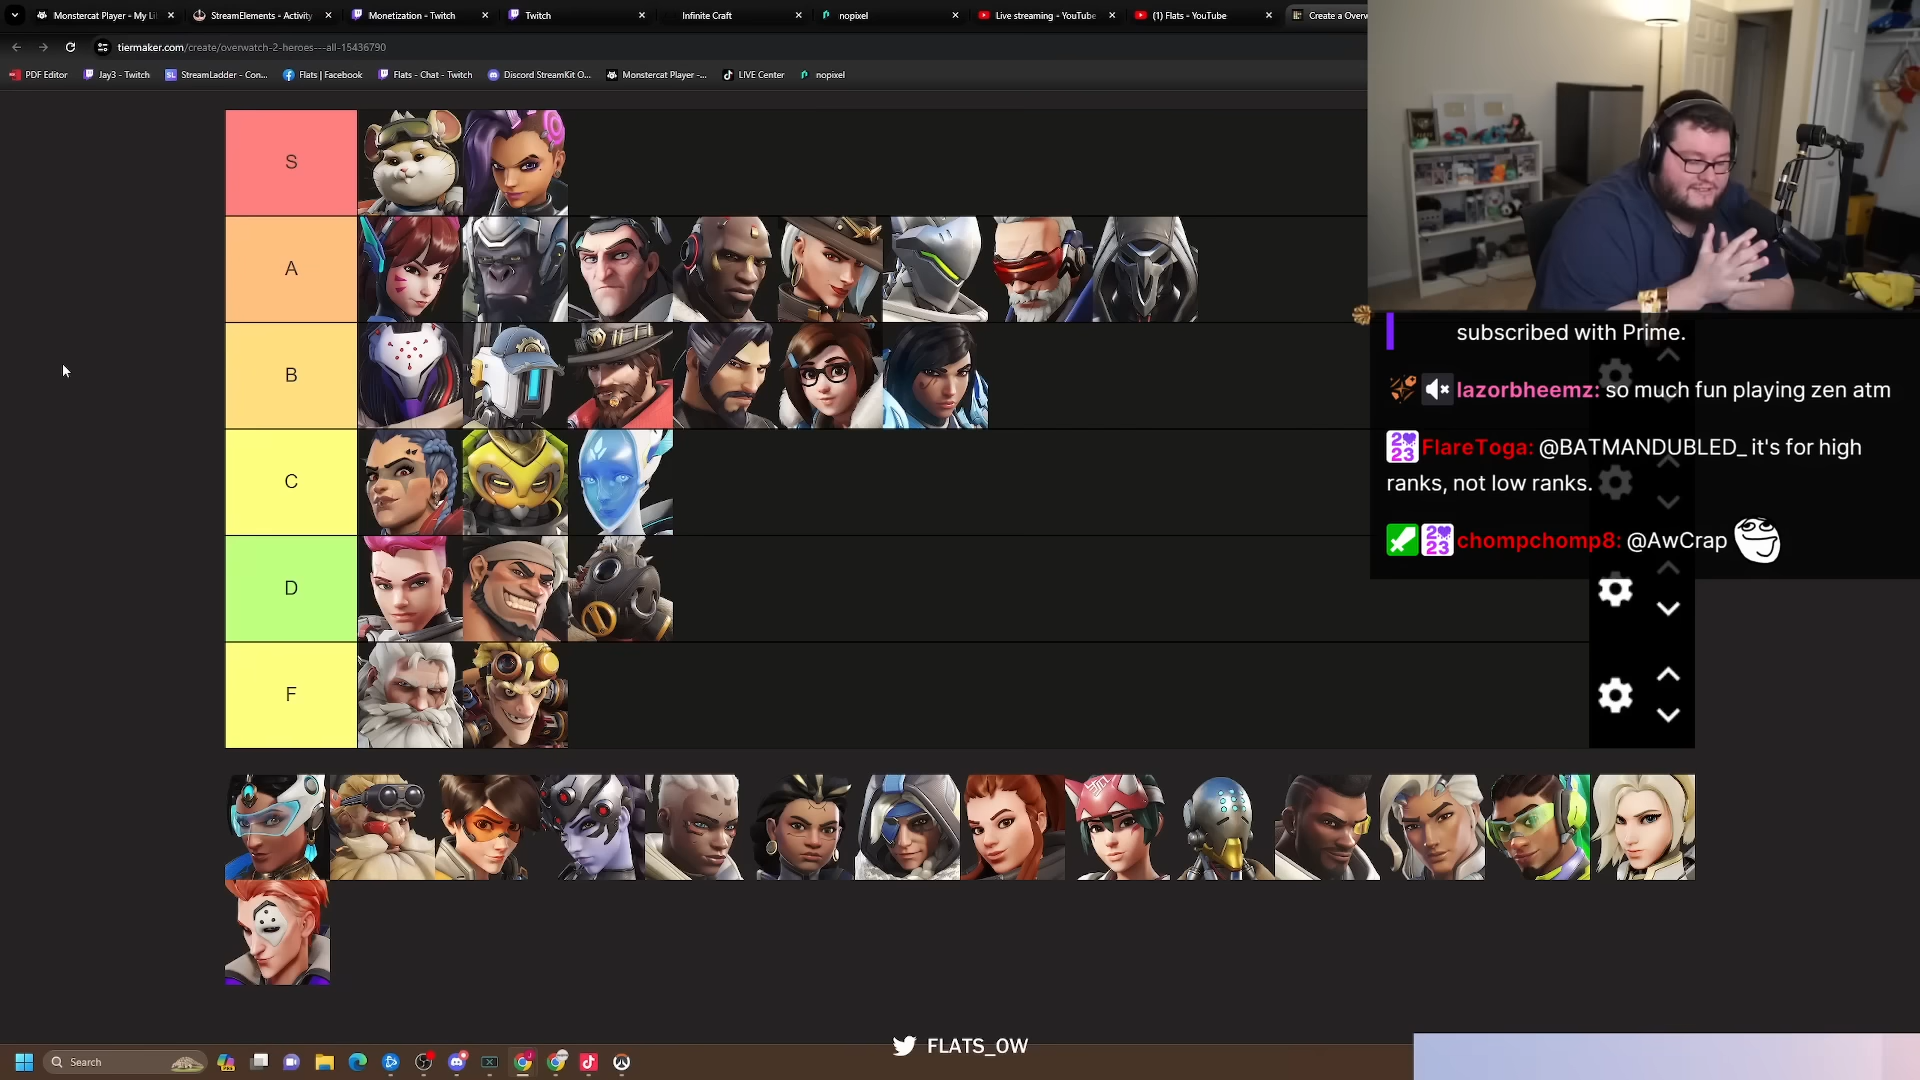 Monstercat Player - My Li
StreamElements - Activity
Monetization - Twitch
Twitch
Infinite Craft
nopixel
Live streaming - YouTube
(1) Flats - YouTube
Create a Overw
tiermaker.com/create/overwatch-2-heroes---all-15436790
PDF Editor
Jay3 - Twitch
StreamLadder - Con...
Flats | Facebook
Flats - Chat - Twitch
Discord StreamKit O...
Monstercat Player -...
LIVE Center
nopixel
S
A
B
C
D
F
subscribed with Prime.
lazorbheemz: so much fun playing zen atm
FlareToga: @BATMANDUBLED_ it's for high
ranks, not low ranks.
chompchomp8: @AwCrap
FLATS_OW
Search